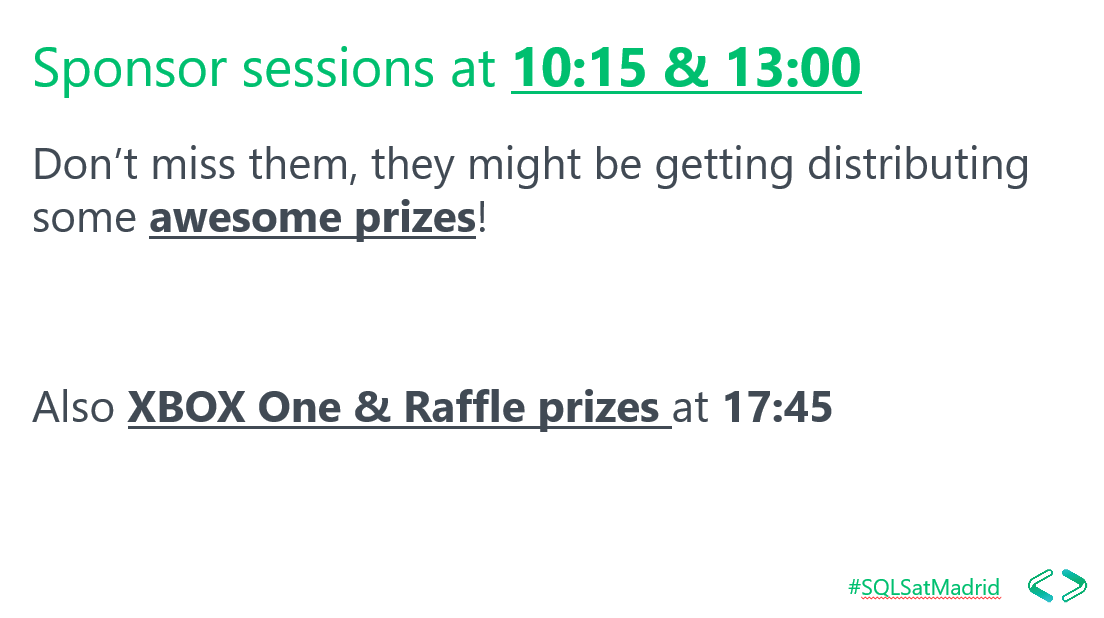 Sponsor sessions at 10:15 & 13:00
Don’t miss them, they might be getting distributing
some awesome prizes!
Also XBOX One & Raffle prizes at 17:45
#SQLSatMadrid